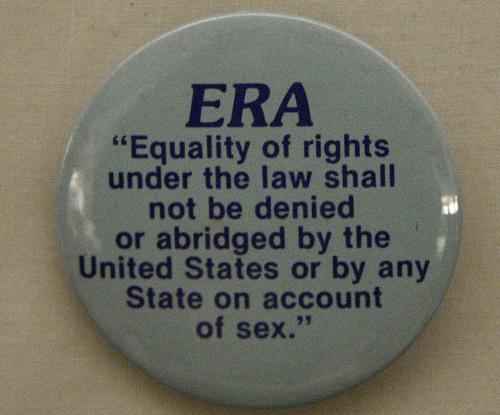 ERA
“Equality of rights
under the law shall
not be denied
or abridged by the
United States or by any
State on account
of sex.”